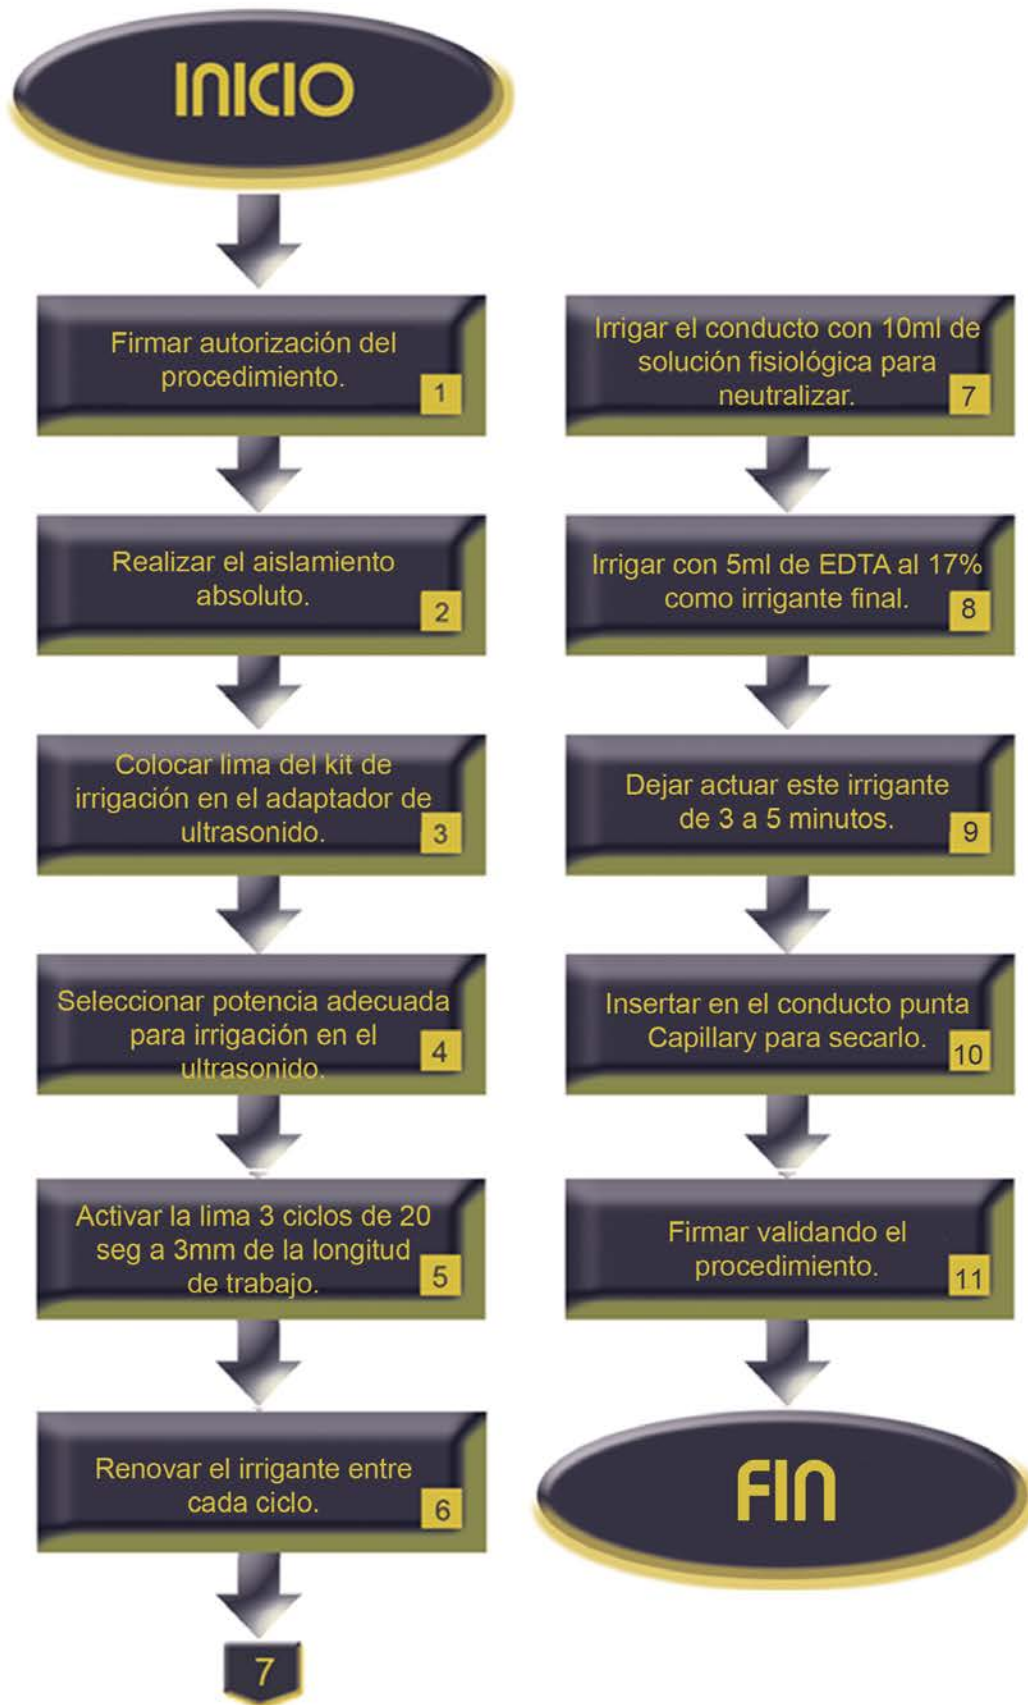 INICIO
Firmar autorización del
procedimiento.
1
Realizar el aislamiento
absoluto.
2
Colocar lima del kit de
irrigación en el adaptador de
ultrasonido.
3
Seleccionar potencia adecuada
para irrigación en el
ultrasonido.
4
Activar la lima 3 ciclos de 20
seg a 3mm de la longitud
de trabajo.
5
Renovar el irrigante entre
cada ciclo.
6
7
Irrigar el conducto con 10ml de
solución fisiológica para
neutralizar.
7
Irrigar con 5ml de EDTA al 17%
como irrigante final.
8
Dejar actuar este irrigante
de 3 a 5 minutos.
9
Insertar en el conducto punta
Capillary para secarlo.
10
Firmar validando el
procedimiento.
11
FIN